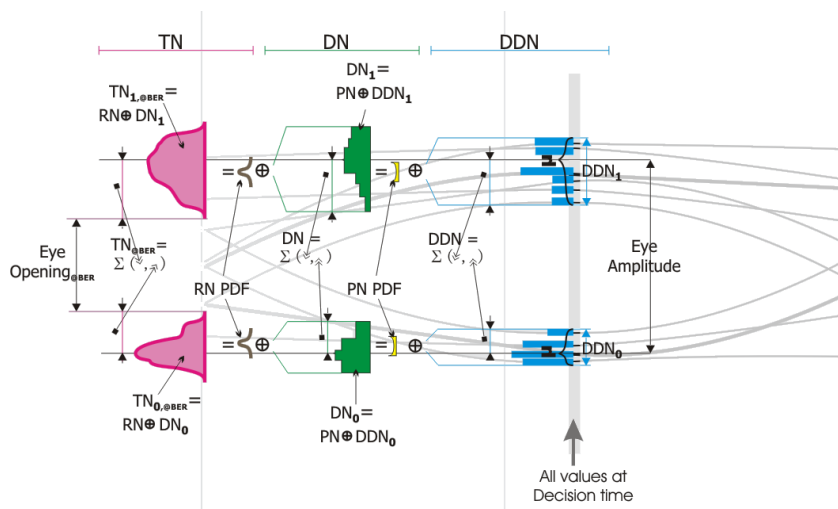 TN DN DDN
DN1=
PN⊕DDN1
TN1,@BER=
RN⊕DN1
= ⊕ = ⊕
DDN1
Eye
Opening@BER
TN@BER=
Σ ( , )
DN =
Σ ( , )
DDN =
Σ ( , )
Eye
Amplitude
RN PDF
PN PDF
= ⊕ = ⊕
DDN0
TN0,@BER=
RN⊕DN0
DN0=
PN⊕DDN0
All values at
Decision time